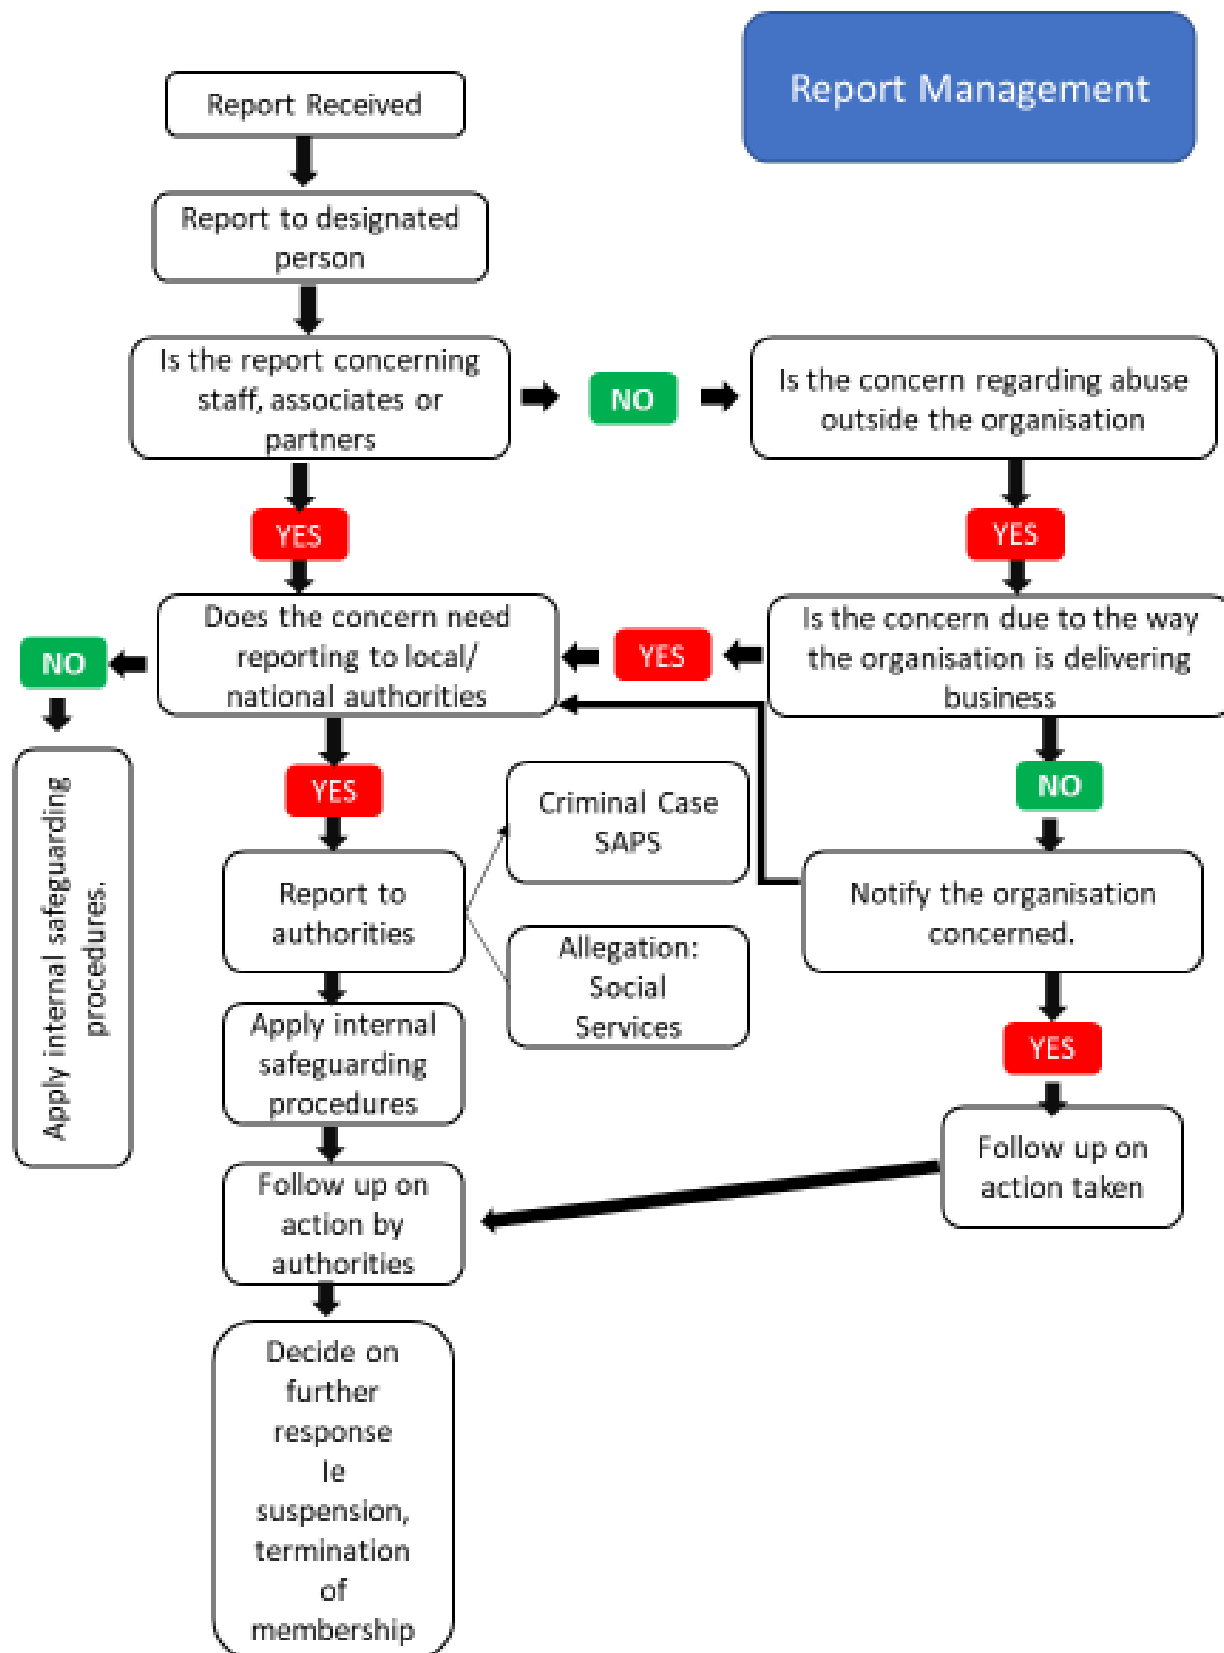 Report Management
Report Received
Report to designated
person
Is the report concerning
staff, associates or
partners
NO
Is the concern regarding abuse
outside the organisation
YES
YES
Does the concern need
reporting to local/
national authorities
YES
Is the concern due to the way
the organisation is delivering
business
NO
Apply internal safeguarding
procedures.
YES
NO
Criminal Case
SAPS
Report to
authorities
Allegation:
Social
Services
Notify the organisation
concerned.
YES
Apply internal
safeguarding
procedures
Follow up on
action taken
Follow up on
action by
authorities
Decide on
further
response
Ie
suspension,
termination
of
membership